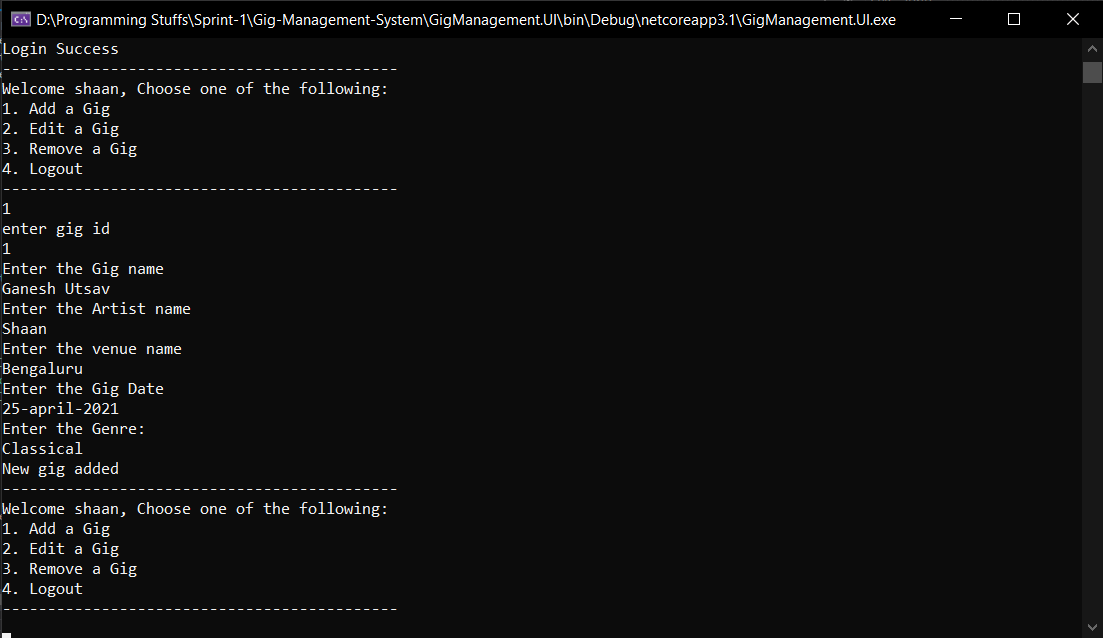 D:\Programming Stuffs\Sprint-1\Gig-Management-System\GigManagement.UI\bin\Debug\netcoreapp3.1\GigManagement.UI.exe
Login Success
--------------------------------------------
Welcome shaan, Choose one of the following:
1. Add a Gig
2. Edit a Gig
3. Remove a Gig
4. Logout
--------------------------------------------
1
enter gig id
1
Enter the Gig name
Ganesh Utsav
Enter the Artist name
Shaan
Enter the venue name
Bengaluru
Enter the Gig Date
25-april-2021
Enter the Genre:
Classical
New gig added
--------------------------------------------
Welcome shaan, Choose one of the following:
1. Add a Gig
2. Edit a Gig
3. Remove a Gig
4. Logout
--------------------------------------------